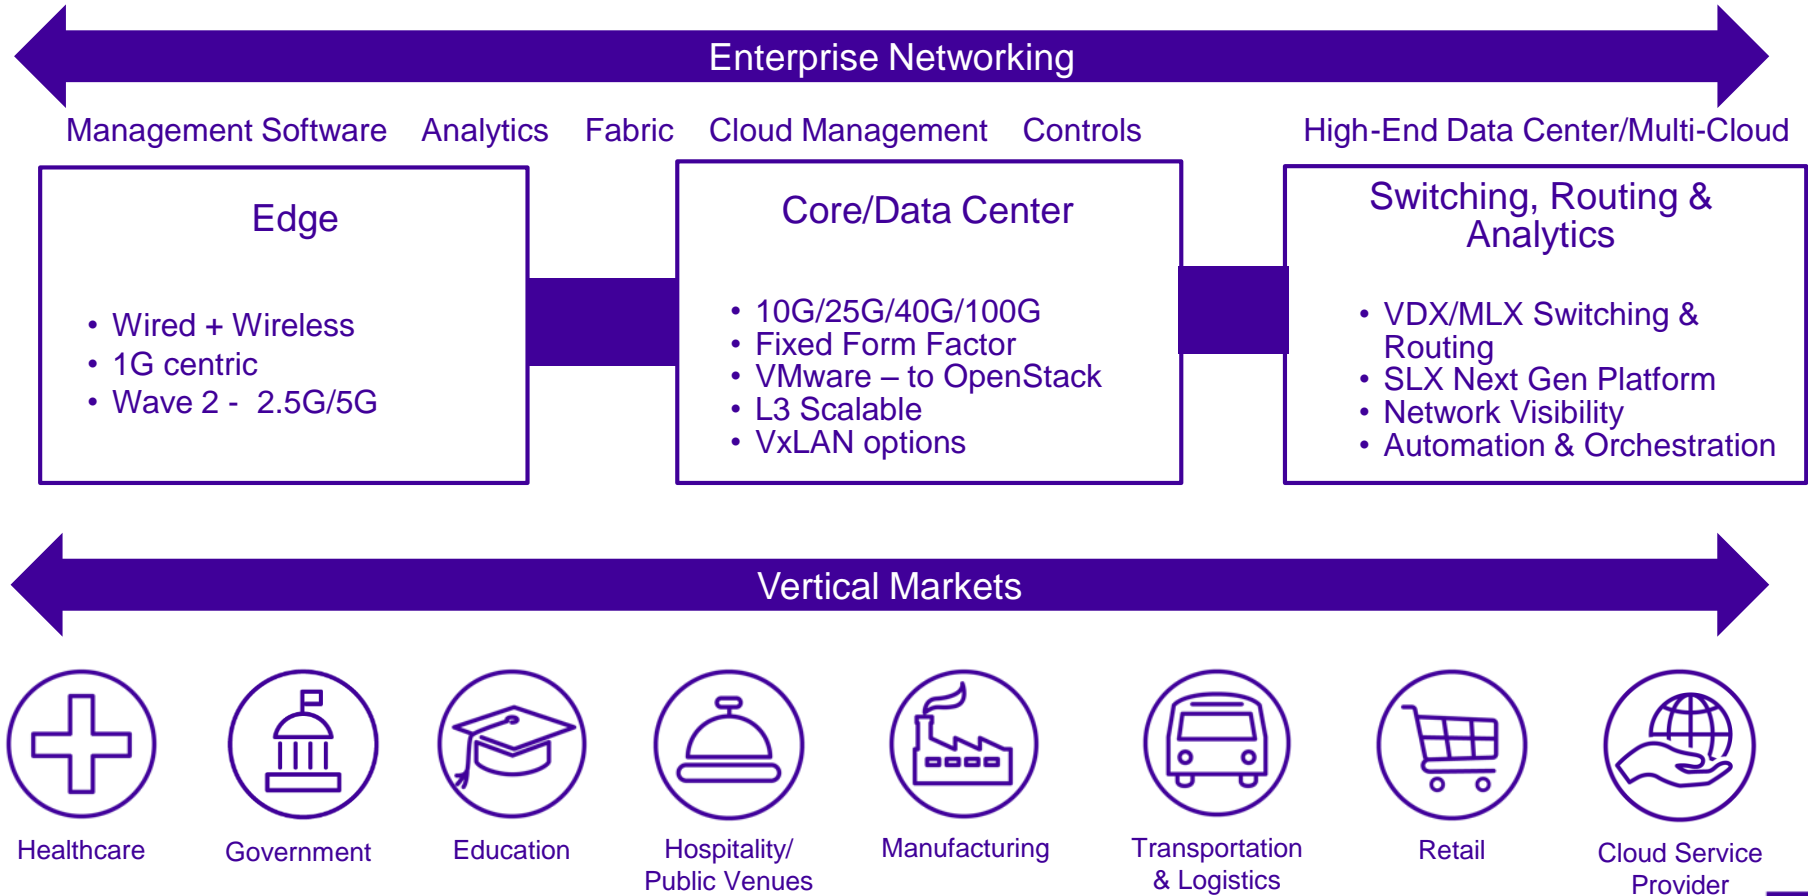 Enterprise Networking
Management Software Analytics Fabric Cloud Management Controls High-End Data Center/Multi-Cloud
Edge
• Wired + Wireless
• 1G centric
• Wave 2 - 2.5G/5G
Core/Data Center
• 10G/25G/40G/100G
• Fixed Form Factor
• VMware – to OpenStack
• L3 Scalable
• VxLAN options
Switching, Routing &
Analytics
• VDX/MLX Switching &
Routing
• SLX Next Gen Platform
• Network Visibility
• Automation & Orchestration
Vertical Markets
Healthcare
Government
Education
Hospitality/
Public Venues
Manufacturing
Transportation
& Logistics
Retail
Cloud Service
Provider